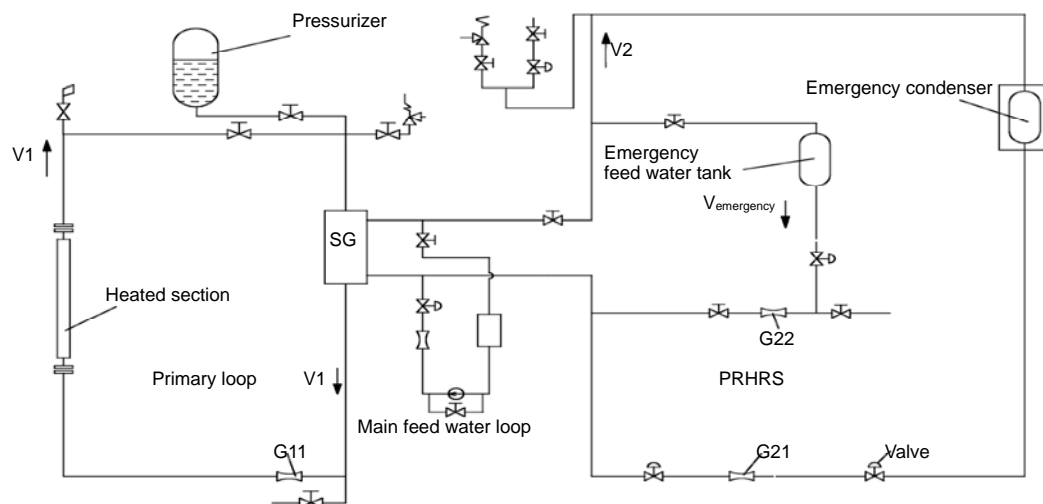 Pressurizer
V2
Emergency condenser
V1
Emergency
feed water tank
Vemergency
SG
Heated section
G22
Primary loop
V1
PRHRS
Main feed water loop
G11
G21
Valve